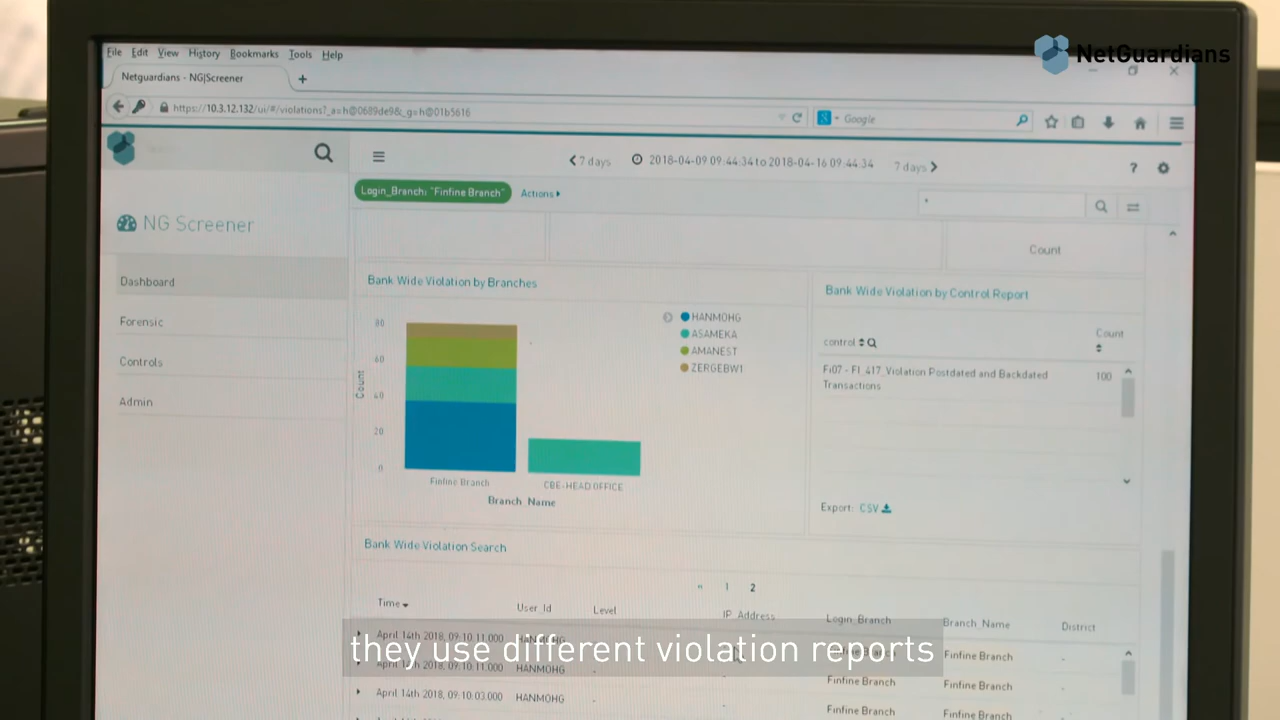 NetGuardians
File Edit View History Bookmarks Tools Help
Netguardians - NG|Screener
https://10.3.12.132/ui/#/violations?_a=h@0689de9&_g=h@01b5616
Google
7 days
2018-04-09 09:44:34 to 2018-04-16 09:44:34
7 days
?
Login_Branch: "Finfine Branch"
Actions
*
NG Screener
Dashboard
Forensic
Controls
Admin
Count
Bank Wide Violation by Branches
80
60
40
20
0
Count
HANMOHG
ASAMEKA
AMANEST
ZERGEBW1
Finfine Branch
CBE-HEAD OFFICE
Branch Name
Bank Wide Violation by Control Report
control
Count
Fi07 - FI_417_Violation Postdated and Backdated
Transactions
100
Export: CSV
Bank Wide Violation Search
« 1 2
Time User_Id Level IP_Address Login_Branch Branch_Name District
April 14th 2018, 09:10:11.000 HANMOHG Finfine Branch -
April 14th 2018, 09:10:11.000 HANMOHG - Finfine Branch Finfine Branch -
April 14th 2018, 09:10:03.000 HANMOHG - Finfine Branch Finfine Branch -
they use different violation reports